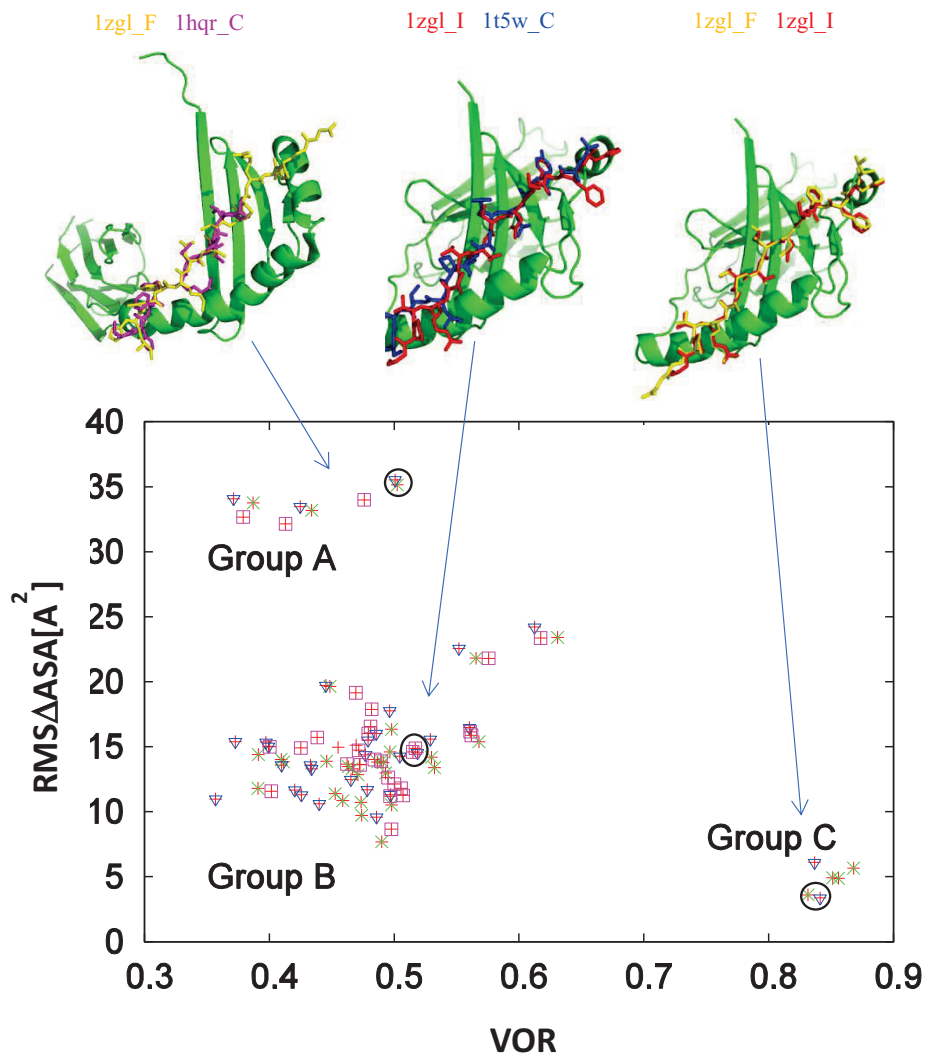 1zgl_F 1hqr_C 1zgl_I 1t5w_C 1zgl_F 1zgl_I
40
35
30
25
20
15
10
5
0
RMSΔASA[A²]
Group A
Group B
Group C
0.3 0.4 0.5 0.6 0.7 0.8 0.9
VOR